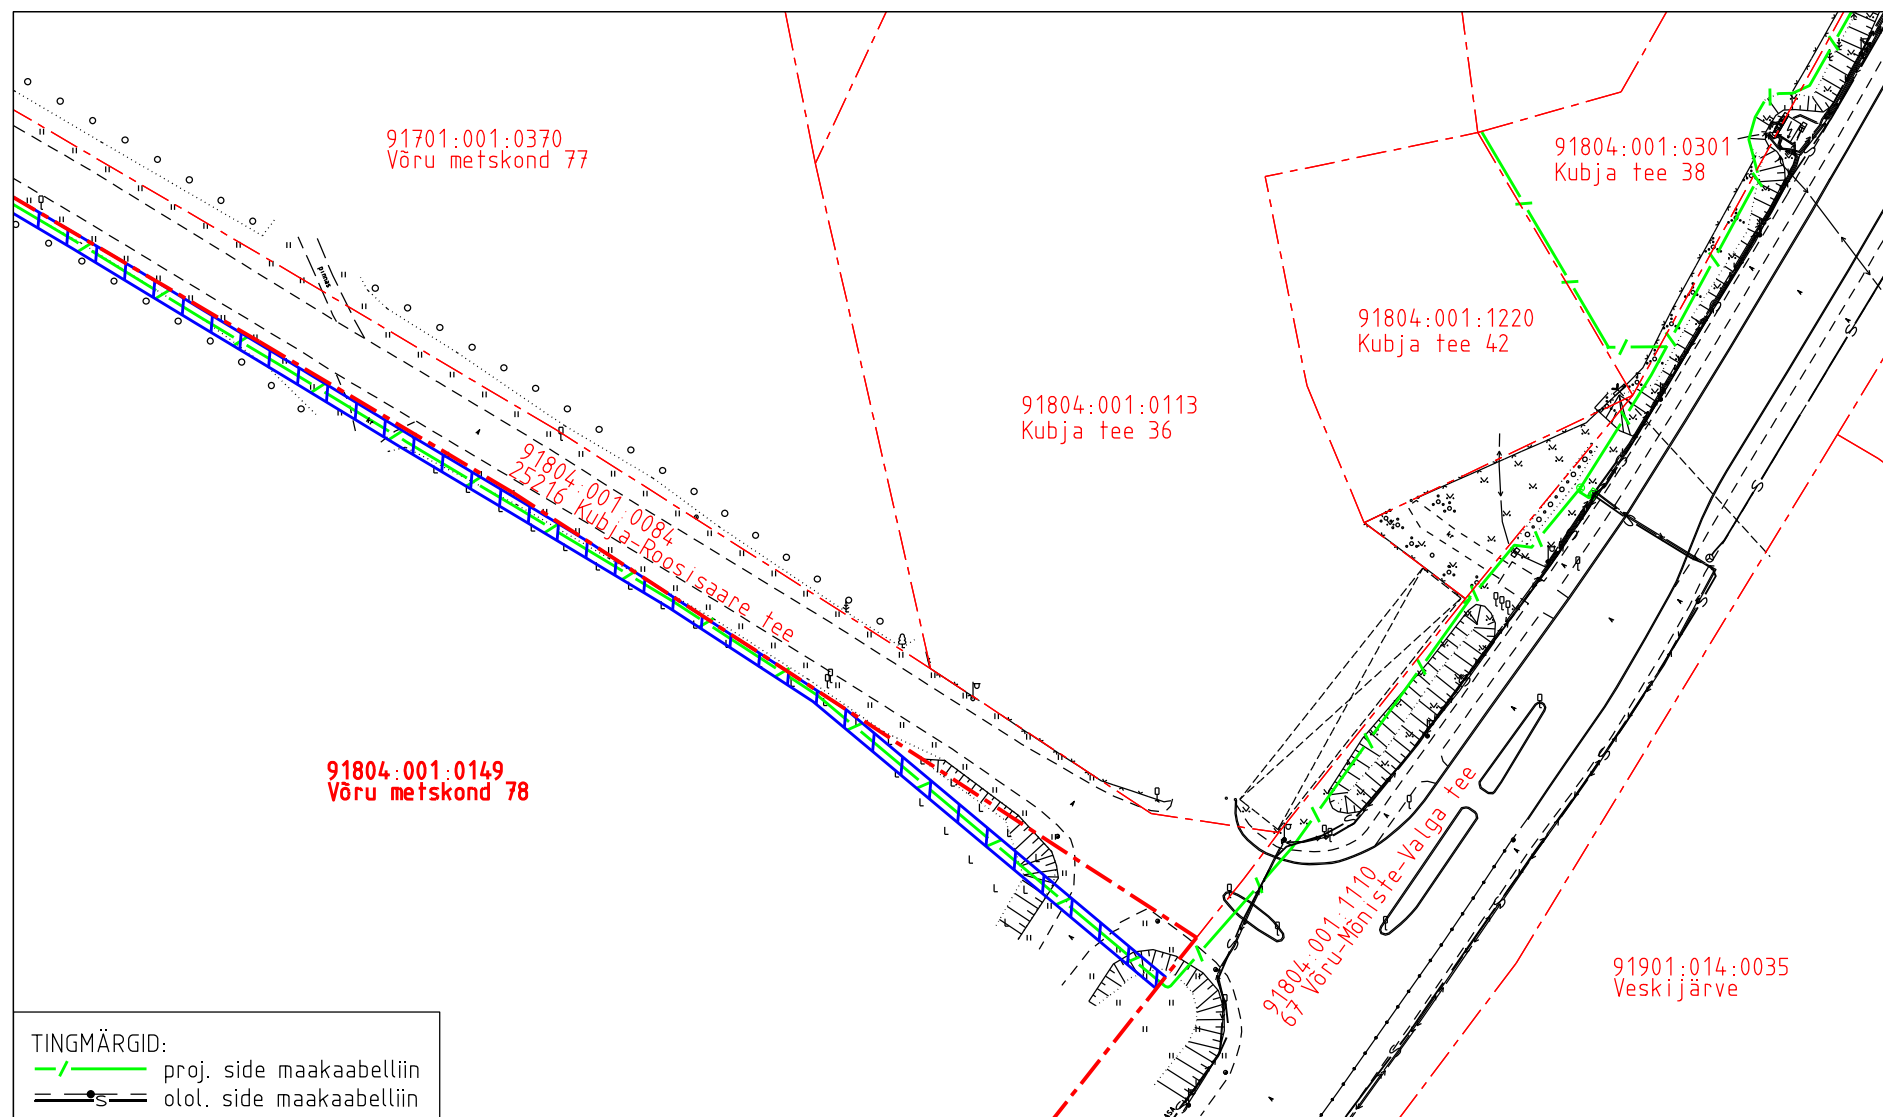 91701:001:0370
Võru metskond 77
91804:001:0301
Kubja tee 38
pinnas
91804:001:1220
Kubja tee 42
91804:001:0113
Kubja tee 36
91804:001:0084
25216 Kubja-Roosisaare tee
91804:001:0149
Võru metskond 78
91804:001:1110
67 Võru-Mõniste-Valga tee
91901:014:0035
Veskijärve
TINGMÄRGID:
proj. side maakaabelliin
S olol. side maakaabelliin